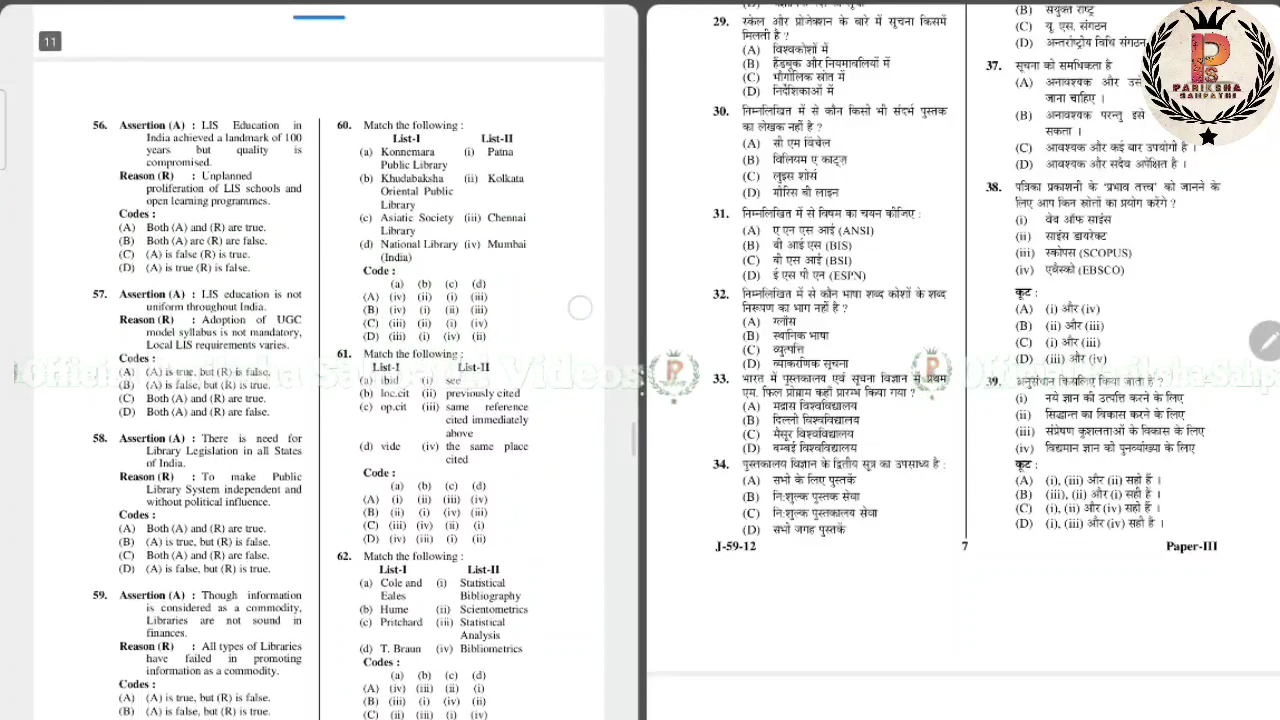 11
56. Assertion (A) : LIS Education in
India achieved a landmark of 100
years but quality is
compromised.
Reason (R) : Unplanned
proliferation of LIS schools and
open learning programmes.
Codes :
(A) Both (A) and (R) are true.
(B) Both (A) are (R) are false.
(C) (A) is false (R) is true.
(D) (A) is true (R) is false.
57. Assertion (A) : LIS education is not
uniform throughout India.
Reason (R) : Adoption of UGC
model syllabus is not mandatory,
Local LIS requirements varies.
Codes :
(A) (A) is true, but (R) is false.
(B) (A) is false, but (R) is true.
(C) Both (A) and (R) are true.
(D) Both (A) and (R) are false.
58. Assertion (A) : There is need for
Library Legislation in all States
of India.
Reason (R) : To make Public
Library System independent and
without political influence.
Codes :
(A) Both (A) and (R) are true.
(B) (A) is true, but (R) is false.
(C) Both (A) and (R) are false.
(D) (A) is false, but (R) is true.
59. Assertion (A) : Though information
is considered as a commodity,
Libraries are not sound in
finances.
Reason (R) : All types of Libraries
have failed in promoting
information as a commodity.
Codes :
(A) (A) is true, but (R) is false.
(B) (A) is false, but (R) is true.
60. Match the following :
List-I List-II
(a) Konnemara (i) Patna
Public Library
(b) Khudabaksha (ii) Kolkata
Oriental Public
Library
(c) Asiatic Society (iii) Chennai
Library
(d) National Library (iv) Mumbai
(India)
Code :
(a) (b) (c) (d)
(A) (iv) (ii) (i) (iii)
(B) (iv) (i) (ii) (iii)
(C) (iii) (ii) (i) (iv)
(D) (iii) (i) (iv) (ii)
61. Match the following :
List-I List-II
(a) ibid (i) see
(b) loc.cit (ii) previously cited
(c) op.cit (iii) same reference
cited immediately
above
(d) vide (iv) the same place
cited
Code :
(a) (b) (c) (d)
(A) (i) (ii) (iii) (iv)
(B) (ii) (i) (iv) (iii)
(C) (iii) (iv) (ii) (i)
(D) (iv) (iii) (i) (ii)
62. Match the following :
List-I List-II
(a) Cole and (i) Statistical
Eales Bibliography
(b) Hume (ii) Scientometrics
(c) Pritchard (iii) Statistical
Analysis
(d) T. Braun (iv) Bibliometrics
Codes :
(a) (b) (c) (d)
(A) (iv) (iii) (ii) (i)
(B) (iii) (i) (iv) (ii)
(C) (ii) (iii) (i) (iv)
29. स्केल और प्रोजेक्शन के बारे में सूचना किसमें
मिलती है ?
(A) विश्वकोशों में
(B) हैंडबूक और नियमावलियों में
(C) भौगोलिक स्रोत में
(D) निर्देशिकाओं में
30. निम्नलिखित में से कौन किसी भी संदर्भ पुस्तक
का लेखक नहीं है ?
(A) सी एम विंचेल
(B) विलियम ए काट्ज़
(C) लुइस शोर्स
(D) मौरिस बी लाइन
31. निम्नलिखित में से विषम का चयन कीजिए :
(A) ए एन एस आई (ANSI)
(B) बी आई एस (BIS)
(C) बी एस आई (BSI)
(D) ई एस पी एन (ESPN)
32. निम्नलिखित में से कौन भाषा शब्द कोशों के शब्द
निरूपण का भाग नहीं है ?
(A) ग्लॉस
(B) स्थानिक भाषा
(C) व्युत्पत्ति
(D) व्याकरणिक सूचना
33. भारत में पुस्तकालय एवं सूचना विज्ञान में प्रथम
एम. फिल प्रोग्राम कहाँ प्रारम्भ किया गया ?
(A) मद्रास विश्वविद्यालय
(B) दिल्ली विश्वविद्यालय
(C) मैसूर विश्वविद्यालय
(D) बम्बई विश्वविद्यालय
34. पुस्तकालय विज्ञान के द्वितीय सूत्र का उपसाध्य है :
(A) सभी के लिए पुस्तकें
(B) नि:शुल्क पुस्तक सेवा
(C) नि:शुल्क पुस्तकालय सेवा
(D) सभी जगह पुस्तकें
J-59-12 7 Paper-III
(B) संयुक्त राष्ट्र
(C) यू. एस. संगठन
(D) अन्तर्राष्ट्रीय विधि संगठन
37. सूचना की समधिकता है
(A) अनावश्यक और उसे
जाना चाहिए ।
(B) अनावश्यक परन्तु इसे
सकता ।
(C) आवश्यक और कई बार उपयोगी है ।
(D) आवश्यक और सदैव अपेक्षित है ।
38. पत्रिका प्रकाशनी के 'प्रभाव तत्त्व' को जानने के
लिए आप किन स्रोतों का प्रयोग करेंगे ?
(i) वेब ऑफ साइंस
(ii) साइंस डायरेक्ट
(iii) स्कोपस (SCOPUS)
(iv) एबैस्को (EBSCO)
कूट :
(A) (i) और (iv)
(B) (ii) और (iii)
(C) (i) और (iii)
(D) (iii) और (iv)
39. अनुसंधान किसलिए किया जाता है ?
(i) नये ज्ञान की उत्पत्ति करने के लिए
(ii) सिद्धान्त का विकास करने के लिए
(iii) संप्रेषण कुशलताओं के विकास के लिए
(iv) विद्यमान ज्ञान की पुनर्व्याख्या के लिए
कूट :
(A) (i), (iii) और (ii) सही हैं ।
(B) (iii), (ii) और (i) सही हैं ।
(C) (i), (ii) और (iv) सही हैं ।
(D) (i), (iii) और (iv) सही हैं ।
PARIKSHA
SAMPATHI